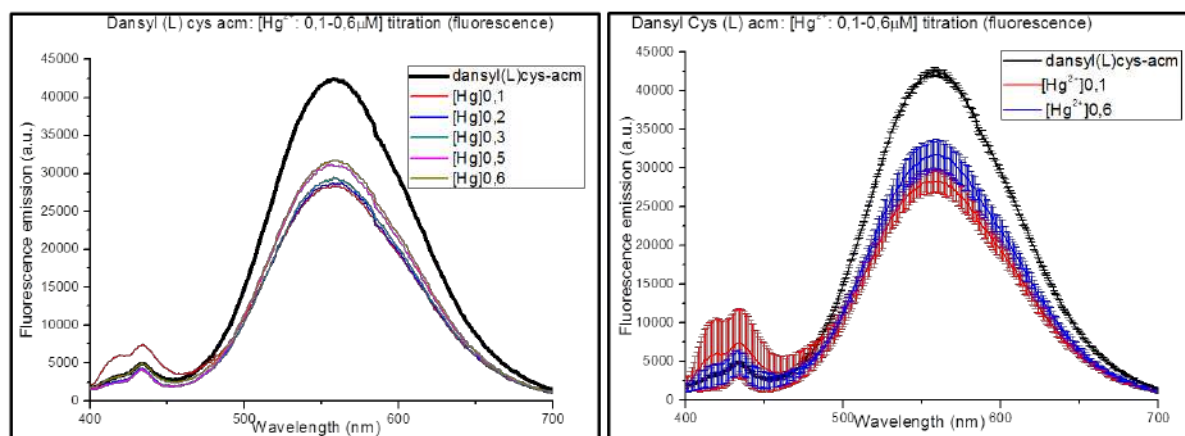 Dansyl (L) cys acm: [Hg²⁺: 0,1-0,6µM] titration (fluorescence)
Fluorescence emission (a.u.)
45000
40000
35000
30000
25000
20000
15000
10000
5000
0
dansyl(L)cys-acm
[Hg]0,1
[Hg]0,2
[Hg]0,3
[Hg]0,5
[Hg]0,6
400
500
600
700
Wavelength (nm)
Dansyl Cys (L) acm: [Hg²⁺: 0,1-0,6µM] titration (fluorescence)
Fluorescence emission (a.u.)
45000
40000
35000
30000
25000
20000
15000
10000
5000
0
dansyl(L)cys-acm
[Hg²⁺]0,1
[Hg²⁺]0,6
400
500
600
700
Wavelength (nm)